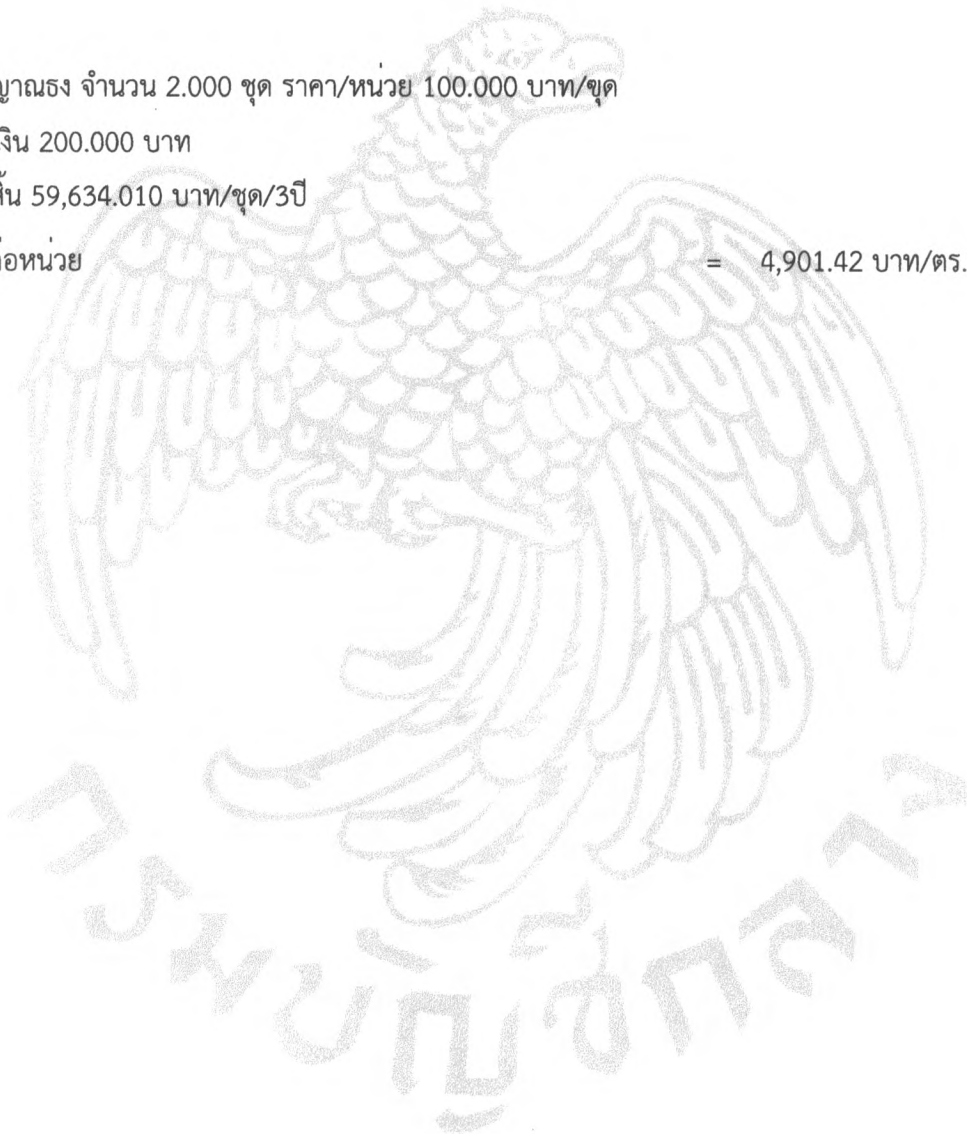 ญาณธง จำนวน 2.000 ชุด ราคา/หน่วย 100.000 บาท/ขุด
งิน 200.000 บาท
สิ้น 59,634.010 บาท/ชุด/3ปี
ต่อหน่วย = 4,901.42 บาท/ตร.
กรมบัญชีกลาง